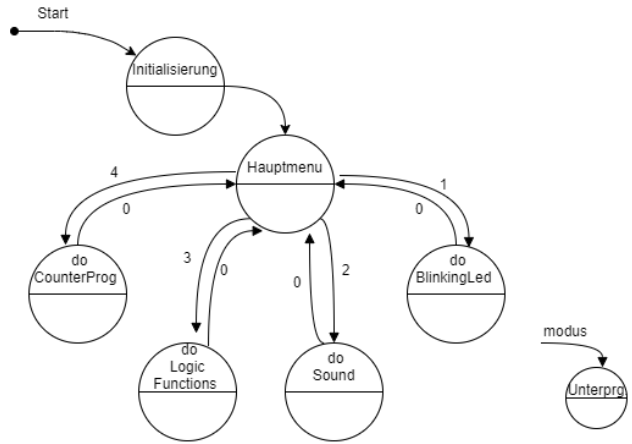 Start
Initialisierung
Hauptmenu
4
1
0
0
do
CounterProg
3
0
2
0
do
BlinkingLed
do
Logic
Functions
do
Sound
modus
Unterprg